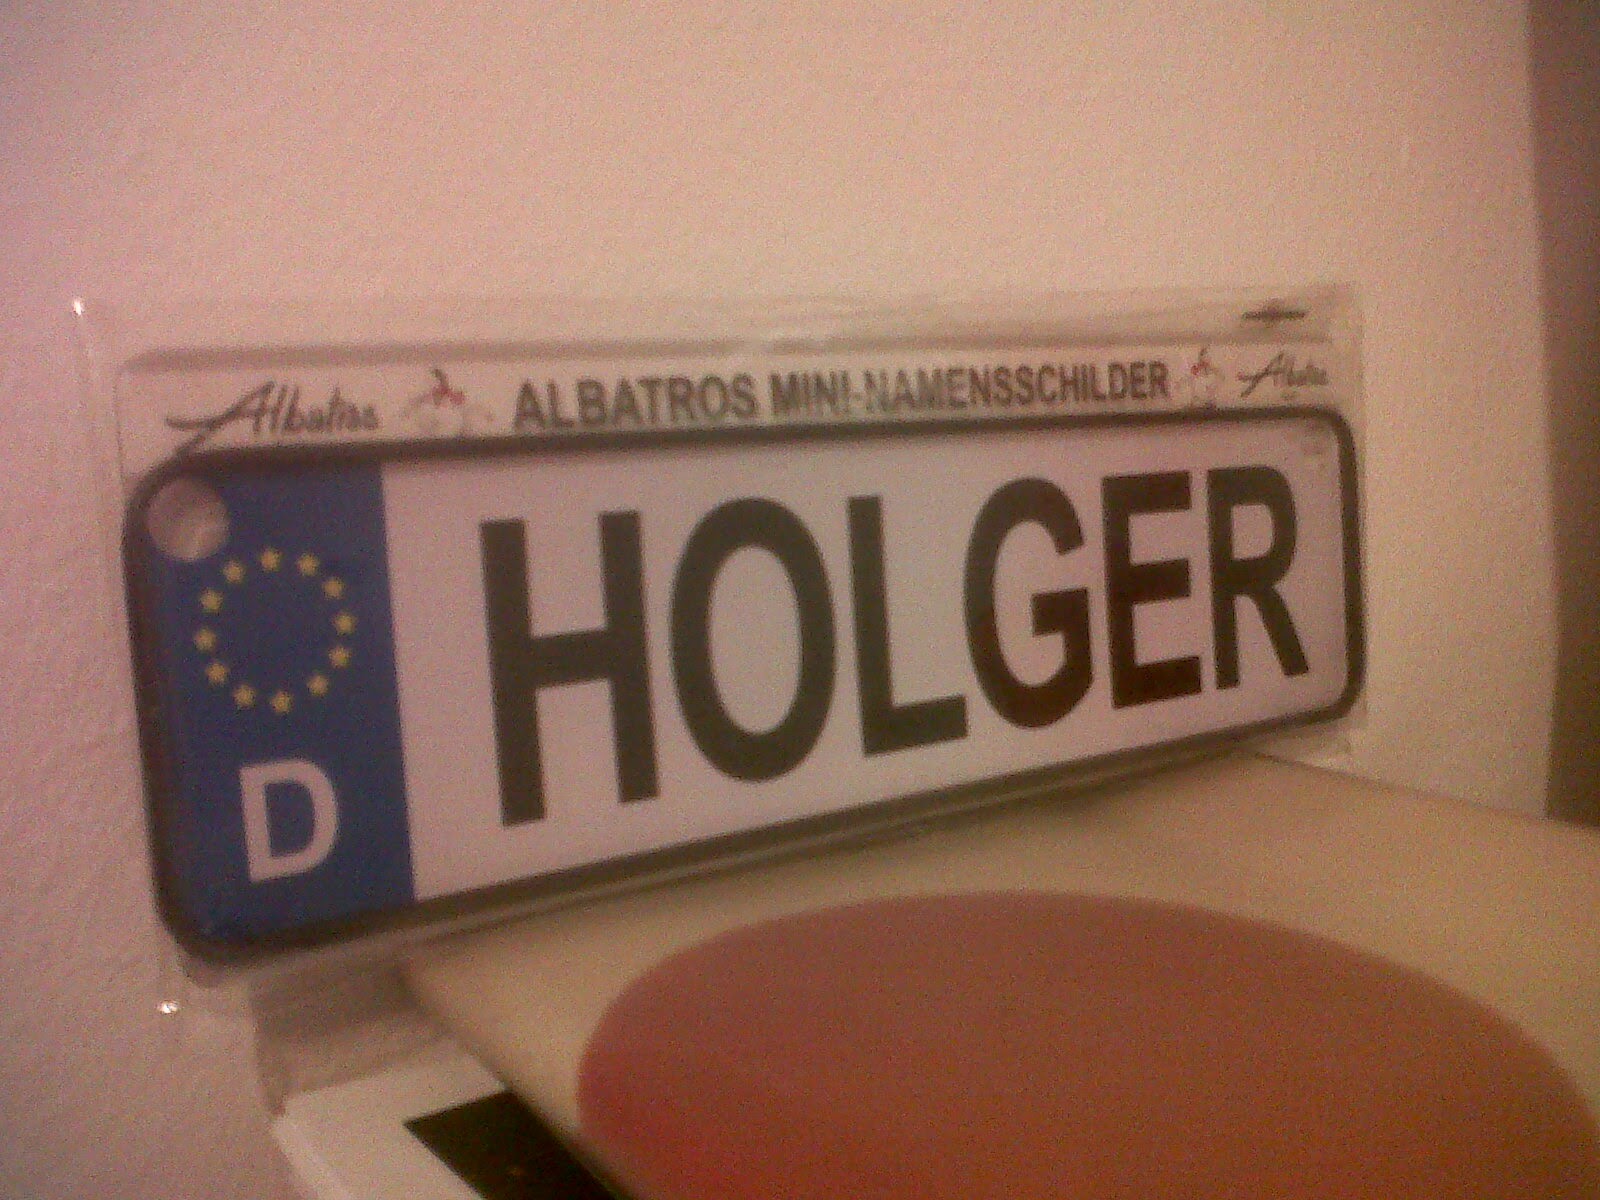 Albatros ALBATROS MINI-NAMENSSCHILDER Albatros
D HOLGER